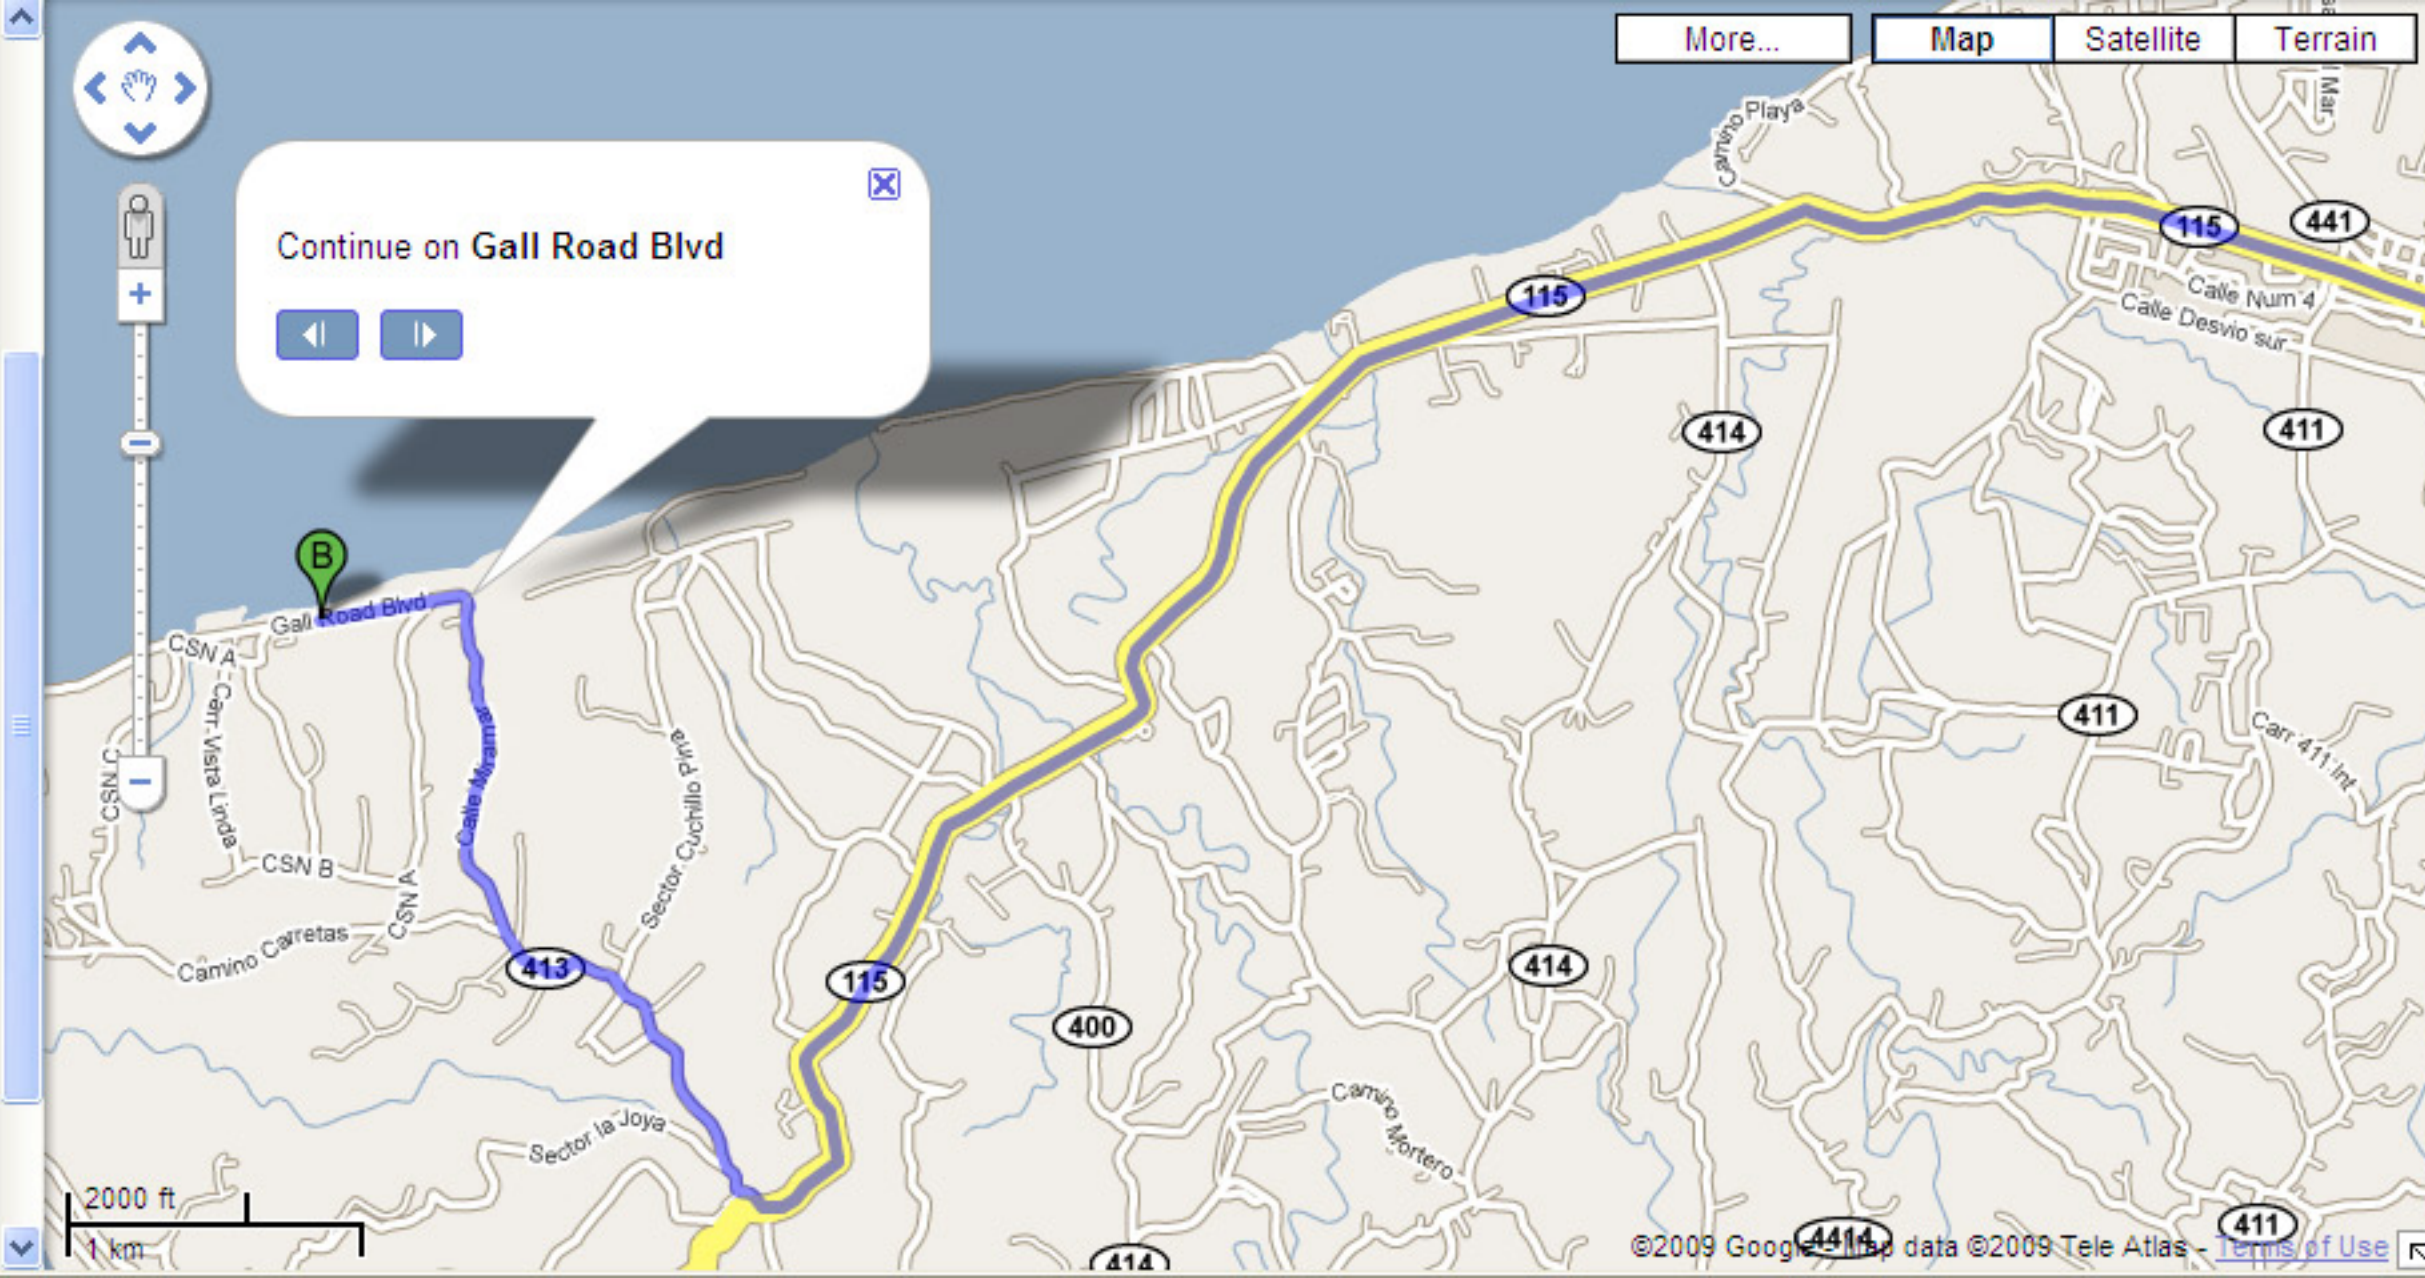 More...
Map
Satellite
Terrain
l Mar
Camino Playa
Continue on Gall Road Blvd
115
441
115
Calle Num 4
Calle Desvio sur
414
411
B
Gall Road Blvd
CSN A
Carr Vista Linda
CSN C
Calle Miramar
Sector Cuchillo Pina
411
Carr 411 Int
CSN B
CSN A
Camino Carretas
413
115
414
400
Camino Mortero
Sector la Joya
2000 ft
1 km
414
4414
411
©2009 Google - Map data ©2009 Tele Atlas - Terms of Use